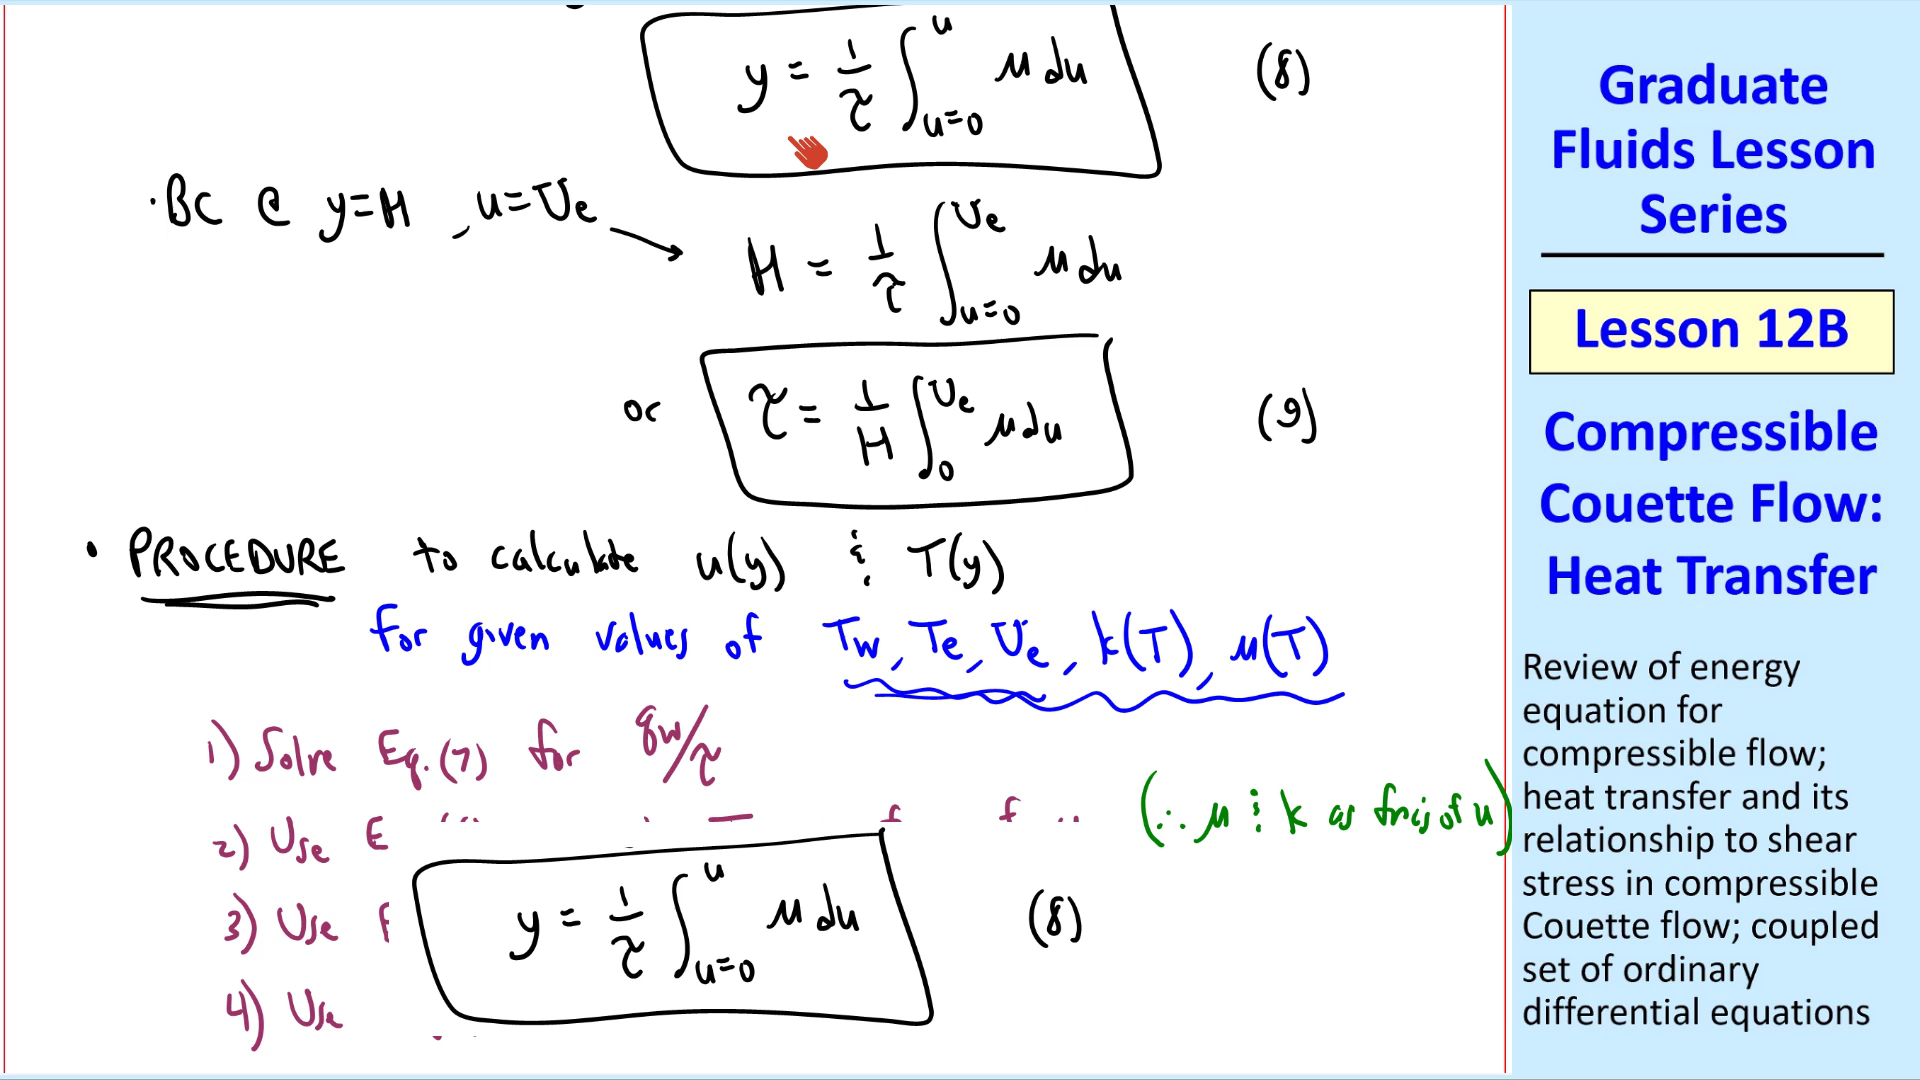 y = 1/τ ∫_{u=0}^{u} μ du (8)
· BC @ y=H, u=Ue → H = 1/τ ∫_{u=0}^{Ue} μ du
or τ = 1/H ∫_{0}^{Ue} μ du (9)
• PROCEDURE to calculate u(y) & T(y)
for given values of Tw, Te, Ue, k(T), μ(T)
1) Solve Eq. (7) for qw/τ
(∴ μ & k as fncs of u)
2) Use E
3) Use
4) Use
y = 1/τ ∫_{u=0}^{u} μ du (8)
Graduate
Fluids Lesson
Series
Lesson 12B
Compressible
Couette Flow:
Heat Transfer
Review of energy
equation for
compressible flow;
heat transfer and its
relationship to shear
stress in compressible
Couette flow; coupled
set of ordinary
differential equations